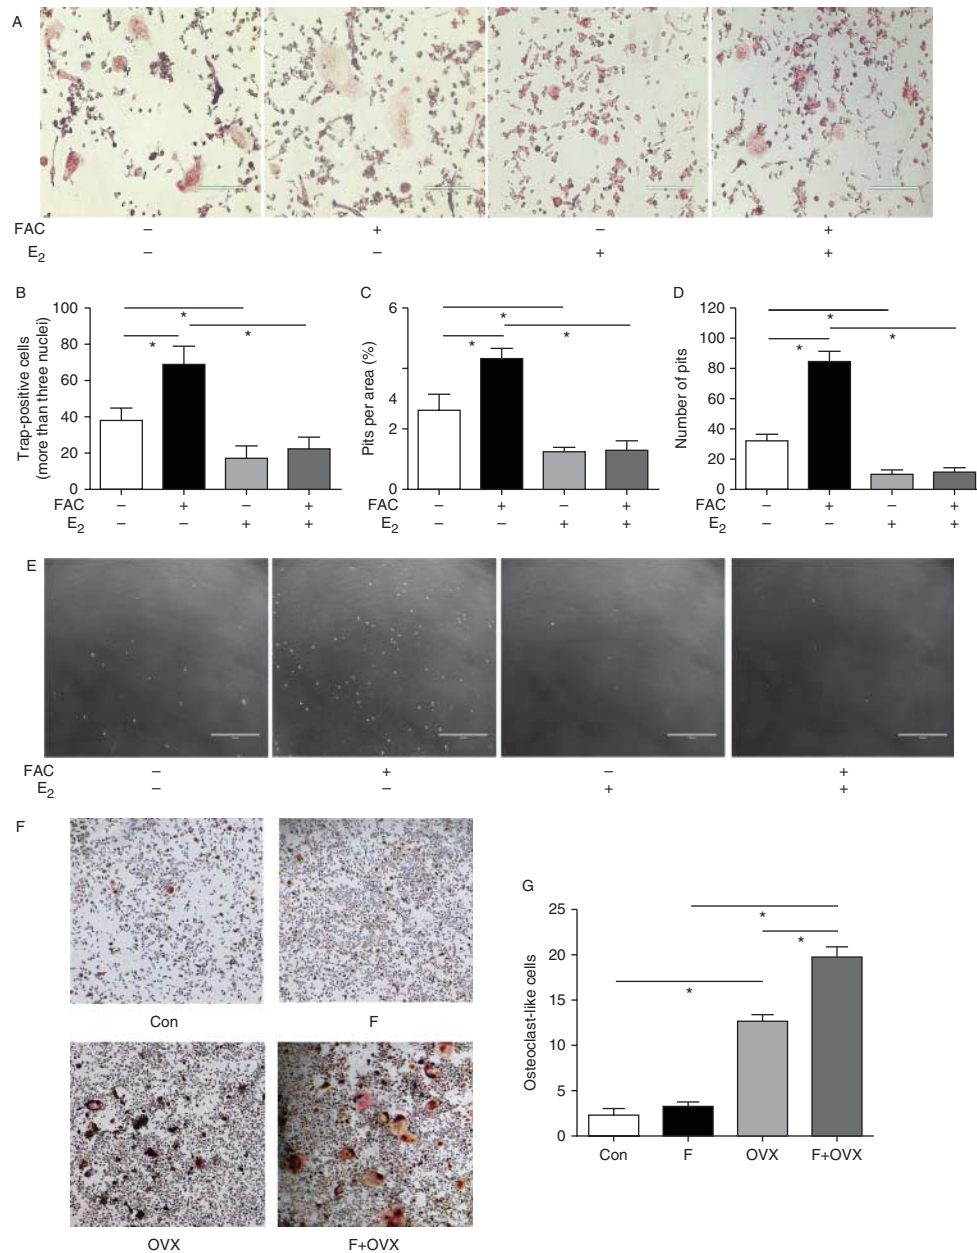 A
FAC – + – +
E2 – – + +
B
Trap-positive cells
(more than three nuclei)
100
80
60
40
20
0
* * *
FAC – + – +
E2 – – + +
C
Pits per area (%)
6
4
2
0
* * *
FAC – + – +
E2 – – + +
D
Number of pits
120
100
80
60
40
20
0
* * *
FAC – + – +
E2 – – + +
E
FAC – + – +
E2 – – + +
F
Con F
OVX F+OVX
G
Osteoclast-like cells
25
20
15
10
5
0
* * *
Con F OVX F+OVX